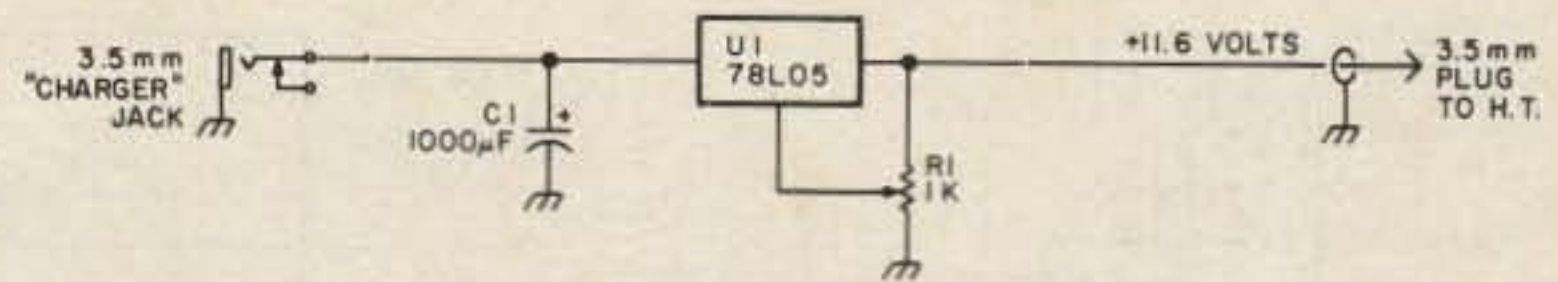 3.5mm
"CHARGER"
JACK
C1
+
1000µF
U1
78L05
R1
1K
+11.6 VOLTS
3.5mm
PLUG
TO H.T.